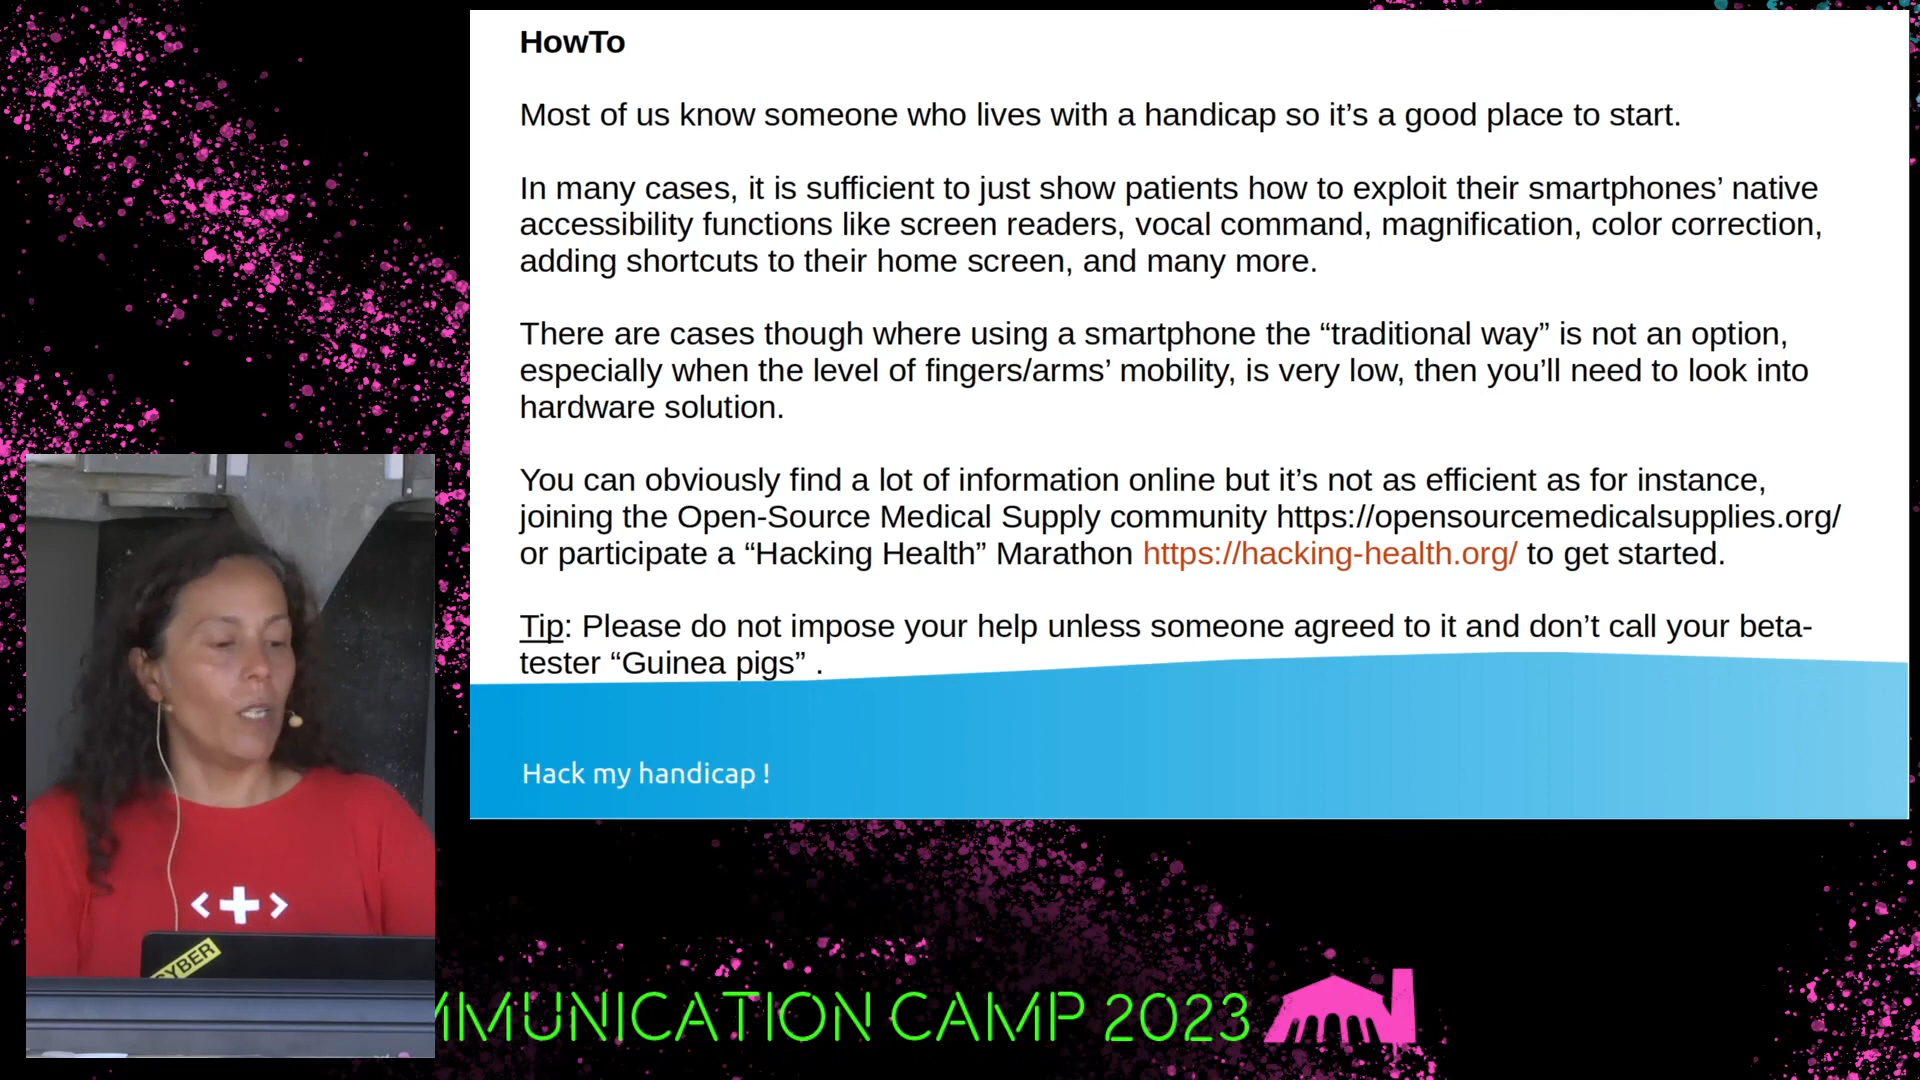 HowTo
Most of us know someone who lives with a handicap so it’s a good place to start.
In many cases, it is sufficient to just show patients how to exploit their smartphones’ native
accessibility functions like screen readers, vocal command, magnification, color correction,
adding shortcuts to their home screen, and many more.
There are cases though where using a smartphone the “traditional way” is not an option,
especially when the level of fingers/arms’ mobility, is very low, then you’ll need to look into
hardware solution.
You can obviously find a lot of information online but it’s not as efficient as for instance,
joining the Open-Source Medical Supply community https://opensourcemedicalsupplies.org/
or participate a “Hacking Health” Marathon https://hacking-health.org/ to get started.
Tip: Please do not impose your help unless someone agreed to it and don’t call your beta-
tester “Guinea pigs” .
Hack my handicap !
<+>
CYBER
MMUNICATION CAMP 2023